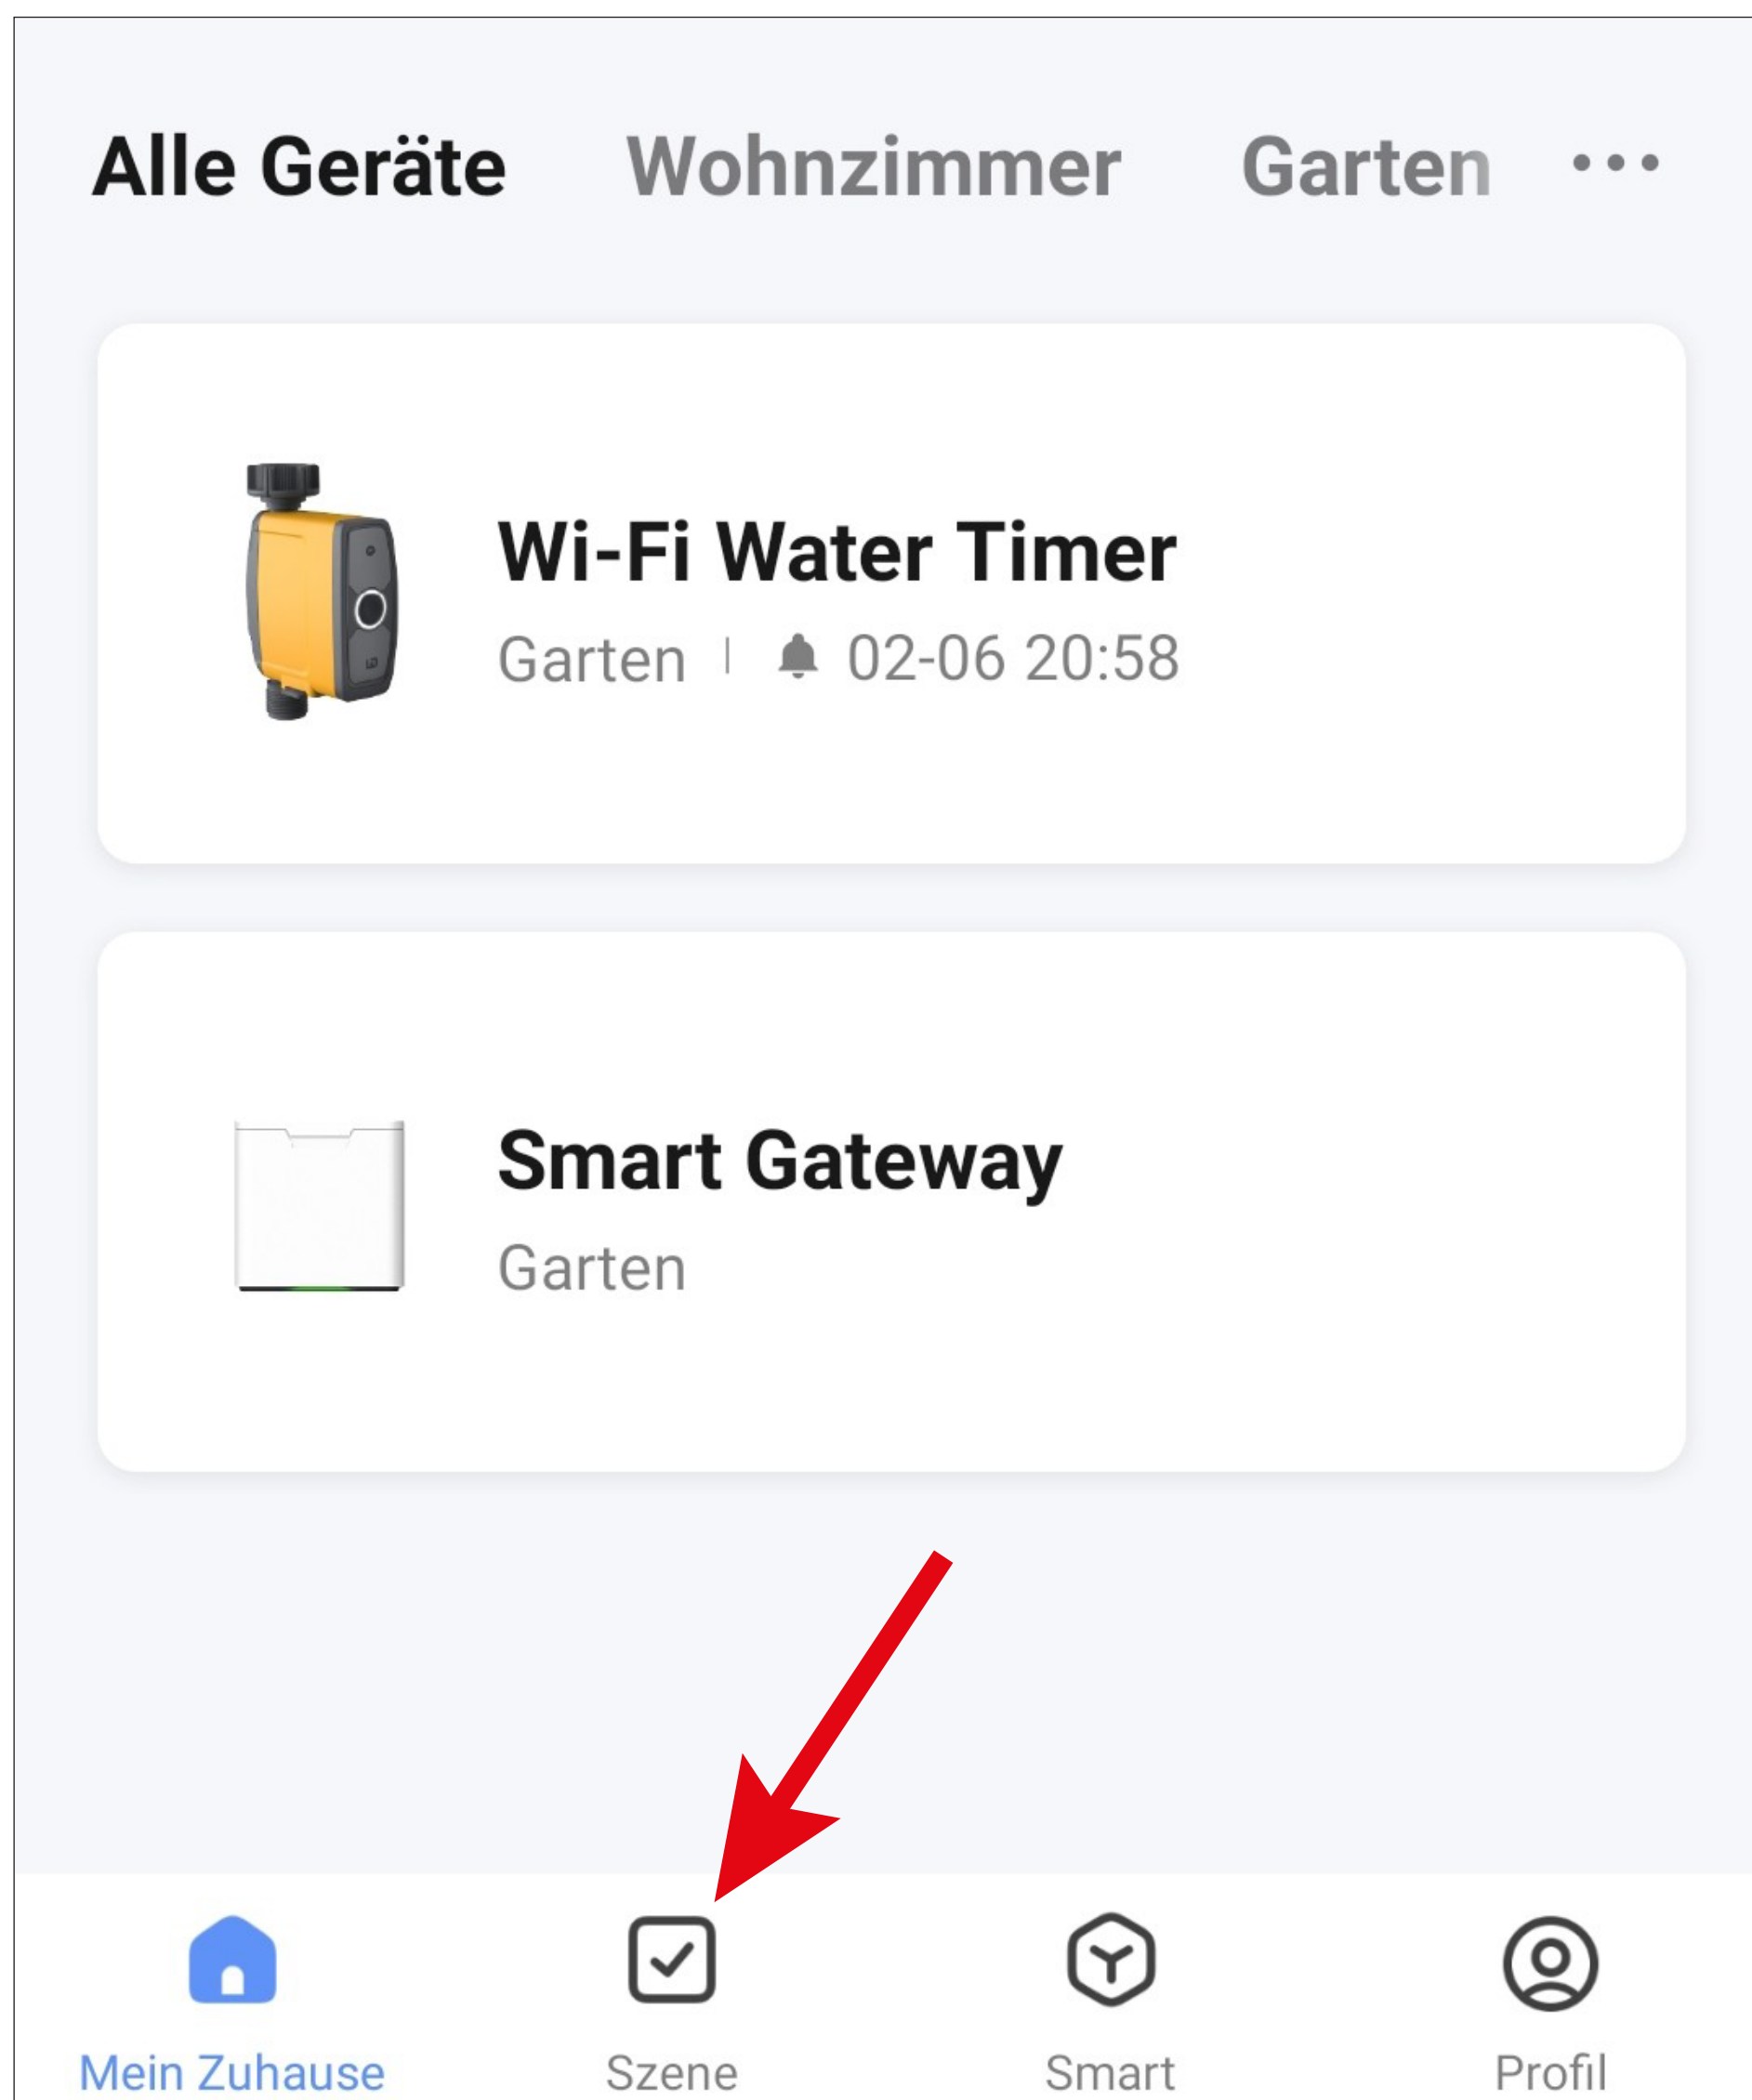 Alle Geräte Wohnzimmer Garten ...
Wi-Fi Water Timer
Garten | 02-06 20:58
Smart Gateway
Garten
Mein Zuhause Szene Smart Profil